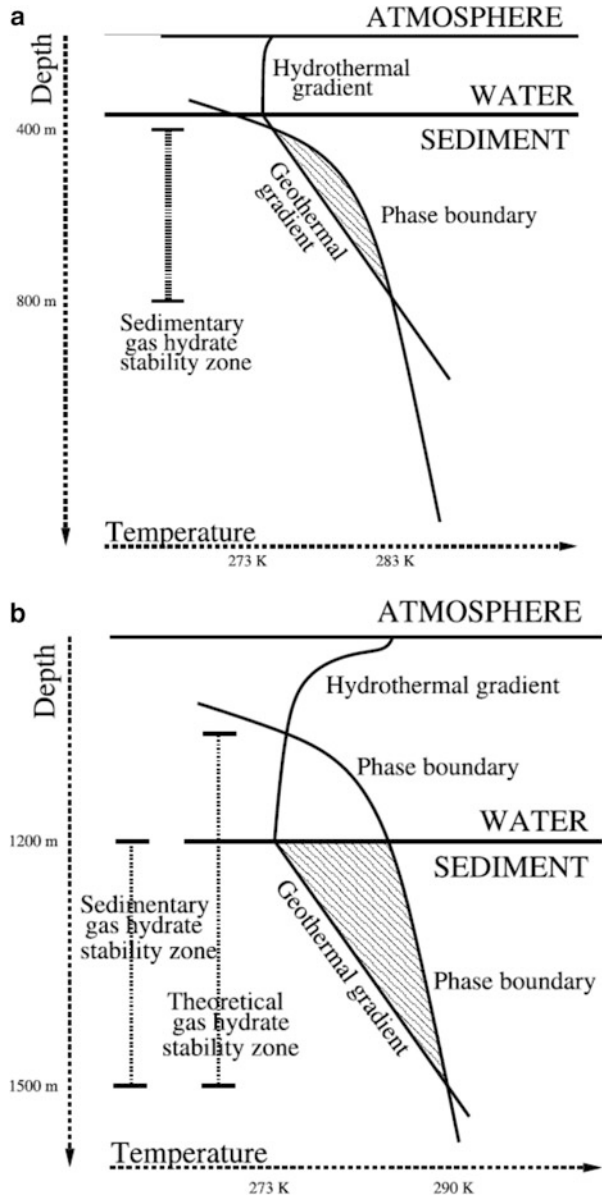 a
ATMOSPHERE
Depth
Hydrothermal
gradient
WATER
400 m
SEDIMENT
Geothermal
gradient
Phase boundary
800 m
Sedimentary
gas hydrate
stability zone
Temperature
273 K
283 K
b
ATMOSPHERE
Depth
Hydrothermal gradient
Phase boundary
WATER
1200 m
SEDIMENT
Sedimentary
gas hydrate
stability zone
Geothermal gradient
Theoretical
gas hydrate
stability zone
Phase boundary
1500 m
Temperature
273 K
290 K